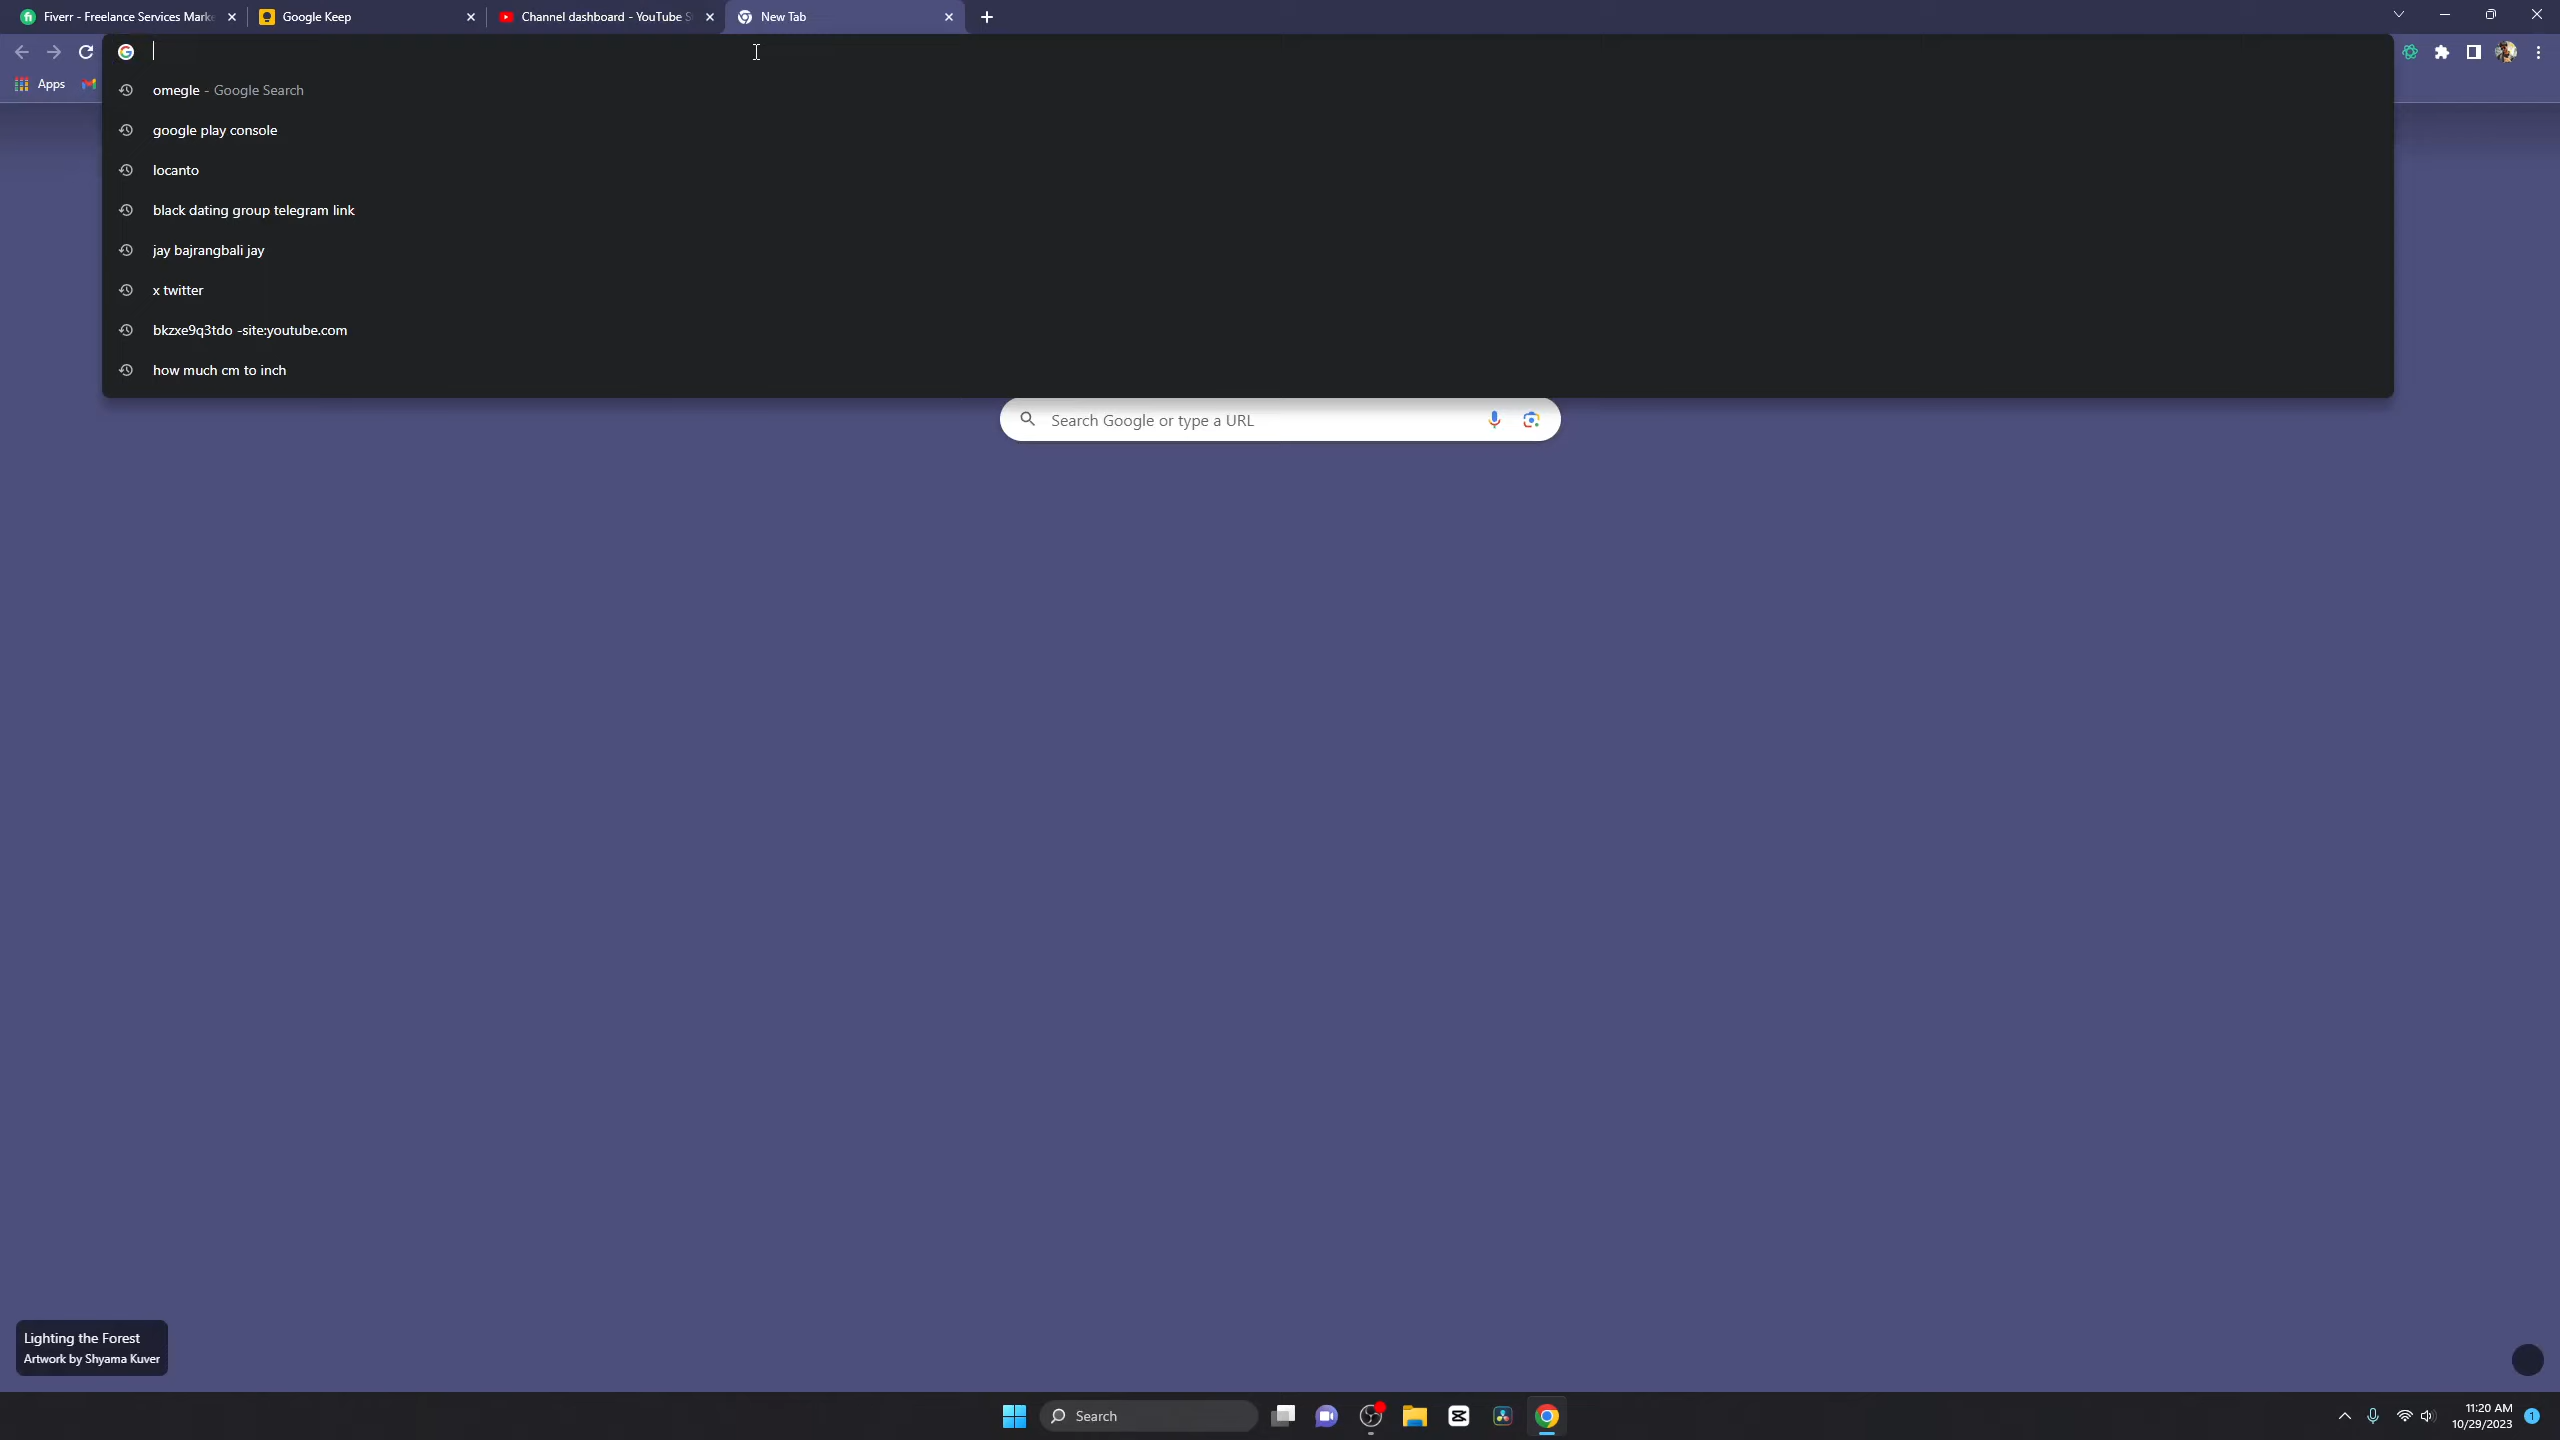 Fiverr - Freelance Services Mark
Google Keep
Channel dashboard - YouTube S
New Tab
Apps
omegle - Google Search
google play console
locanto
black dating group telegram link
jay bajrangbali jay
x twitter
bkzxe9q3tdo -site:youtube.com
how much cm to inch
Search Google or type a URL
Lighting the Forest
Artwork by Shyama Kuver
Search
11:20 AM
10/29/2023
1